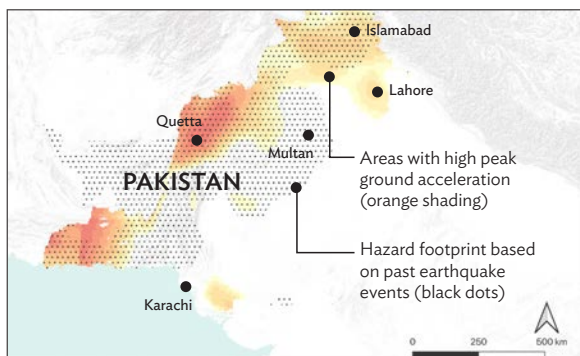 Islamabad
Lahore
Quetta
Multan
Areas with high peak
ground acceleration
(orange shading)
PAKISTAN
Hazard footprint based
on past earthquake
events (black dots)
Karachi
0 250 500 km